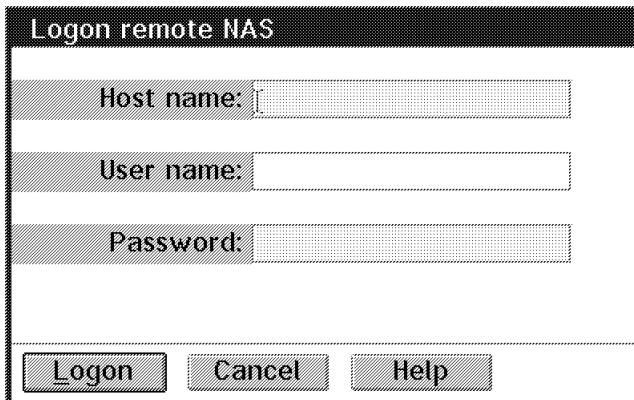 Logon remote NAS
Host name:
User name:
Password:
Logon Cancel Help